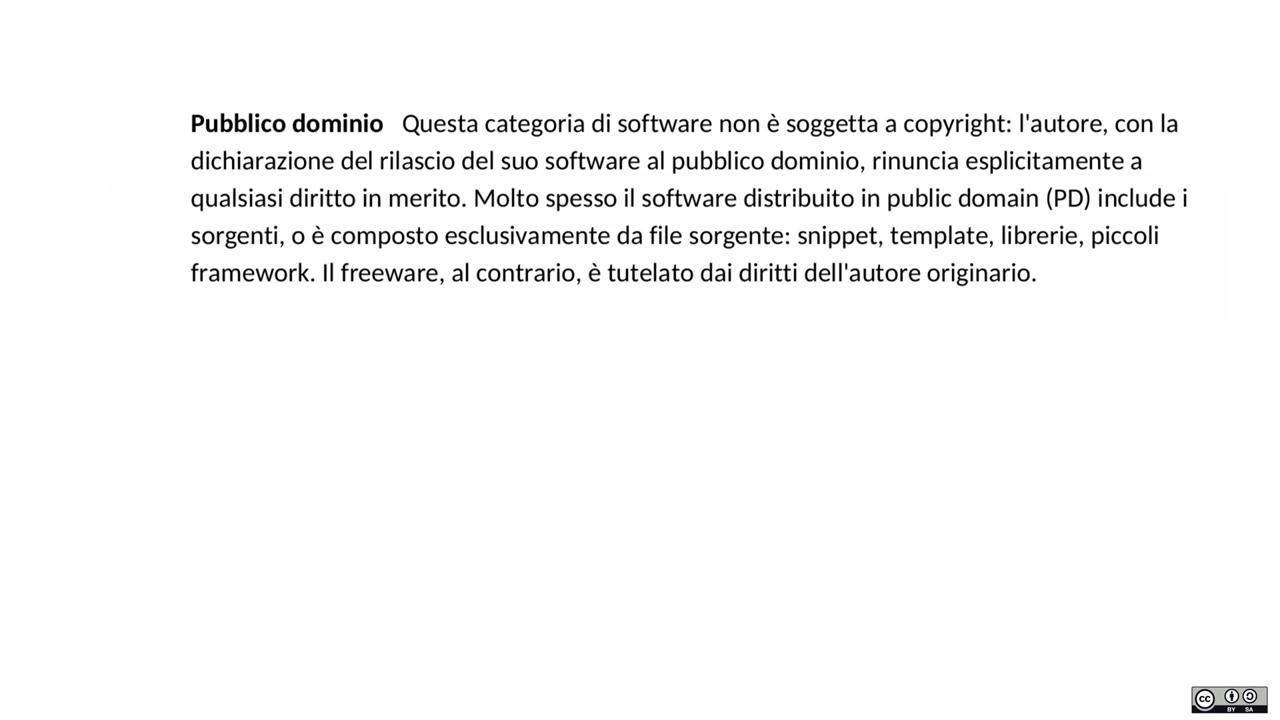 Pubblico dominio Questa categoria di software non è soggetta a copyright: l'autore, con la
dichiarazione del rilascio del suo software al pubblico dominio, rinuncia esplicitamente a
qualsiasi diritto in merito. Molto spesso il software distribuito in public domain (PD) include i
sorgenti, o è composto esclusivamente da file sorgente: snippet, template, librerie, piccoli
framework. Il freeware, al contrario, è tutelato dai diritti dell'autore originario.
cc BY SA